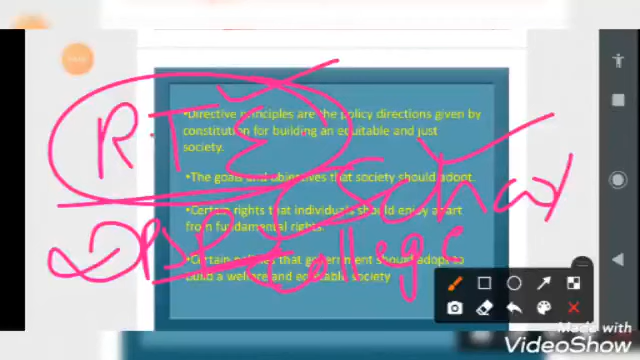 •Directive principles are the policy directions given by
constitution for building an equitable and just
society.
•The goals and objectives that society should adopt.
•Certain rights that individuals should enjoy apart
from fundamental rights.
•Certain policies that government should adopt to
build a welfare and equitable society
R.T.E
School
DPSP
College
Made with
VideoShow